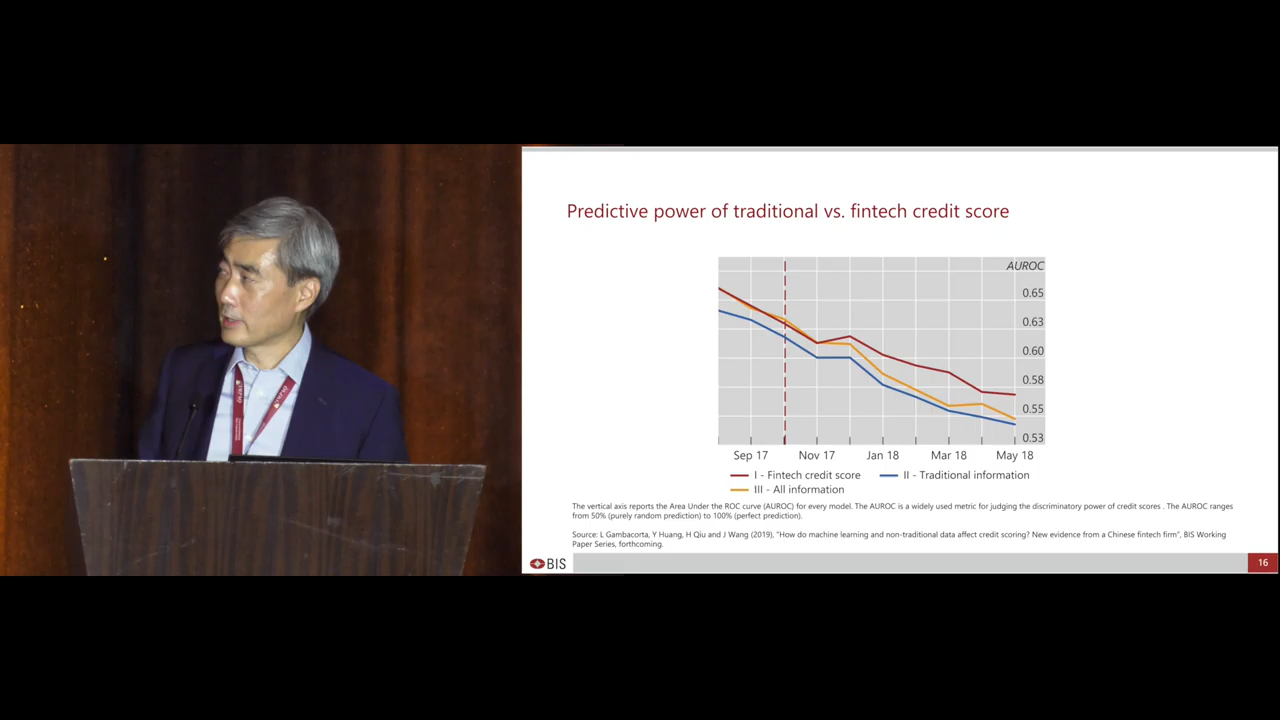 Predictive power of traditional vs. fintech credit score
AUROC
0.65
0.63
0.60
0.58
0.55
0.53
Sep 17 Nov 17 Jan 18 Mar 18 May 18
I - Fintech credit score II - Traditional information
III - All information
The vertical axis reports the Area Under the ROC curve (AUROC) for every model. The AUROC is a widely used metric for judging the discriminatory power of credit scores . The AUROC ranges
from 50% (purely random prediction) to 100% (perfect prediction).
Source: L Gambacorta, Y Huang, H Qiu and J Wang (2019), "How do machine learning and non-traditional data affect credit scoring? New evidence from a Chinese fintech firm", BIS Working
Paper Series, forthcoming.
BIS
16